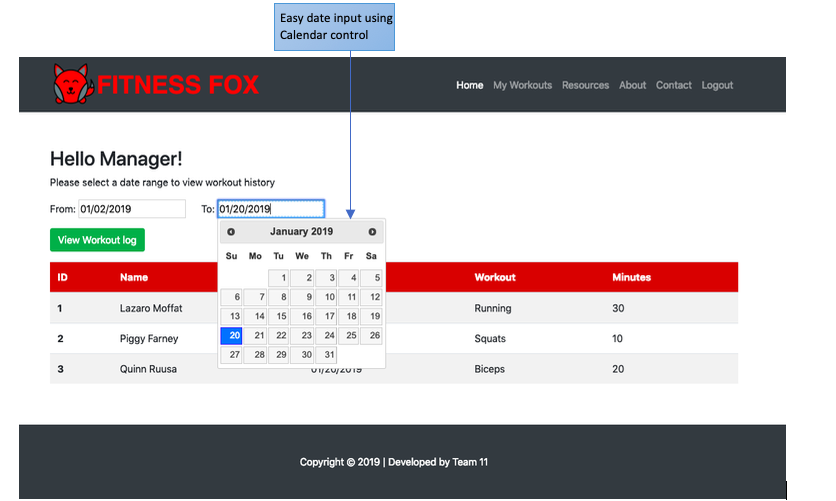 Easy date input using
Calendar control
FITNESS FOX
Home My Workouts Resources About Contact Logout
Hello Manager!
Please select a date range to view workout history
From: 01/02/2019 To: 01/20/2019
View Workout log
January 2019
Su Mo Tu We Th Fr Sa
1 2 3 4 5
6 7 8 9 10 11 12
13 14 15 16 17 18 19
20 21 22 23 24 25 26
27 28 29 30 31
ID Name Workout Minutes
1 Lazaro Moffat Running 30
2 Piggy Farney Squats 10
3 Quinn Ruusa 01/20/2019 Biceps 20
Copyright © 2019 | Developed by Team 11